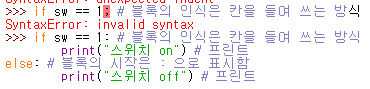 SyntaxError: unexpected indent
>>> if sw == 1; # 블록의 인식은 칸을 들여 쓰는 방식
SyntaxError: invalid syntax
>>> if sw == 1: # 블록의 인식은 칸을 들여 쓰는 방식
print("스위치 on") # 프린트
else: # 블록의 시작은 : 으로 표시함
print("스위치 off") # 프린트